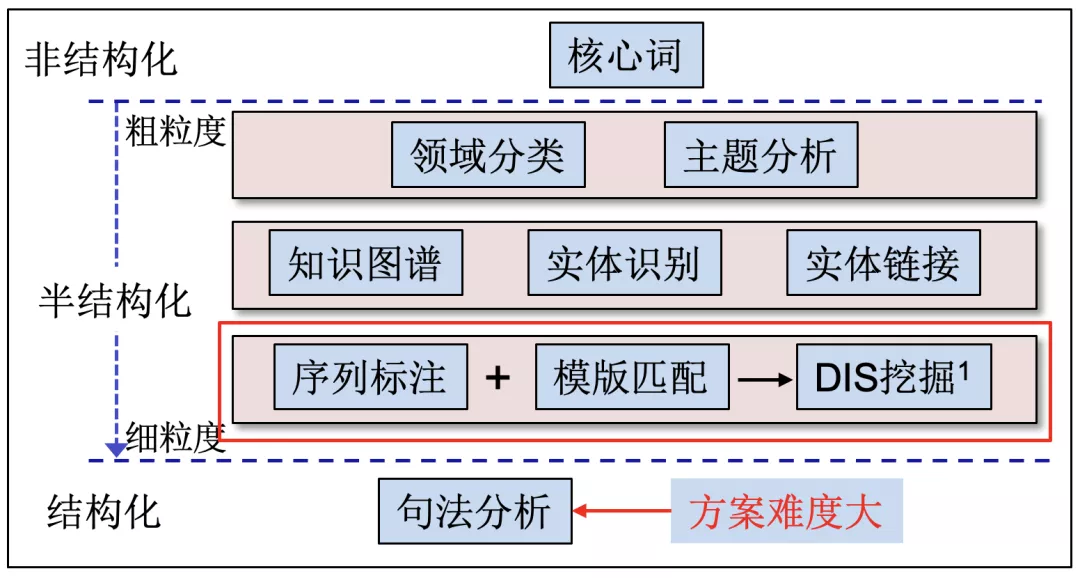 非结构化
核心词
粗粒度
领域分类 主题分析
知识图谱 实体识别 实体链接
半结构化
序列标注 + 模版匹配 DIS挖掘¹
细粒度
结构化
句法分析 方案难度大